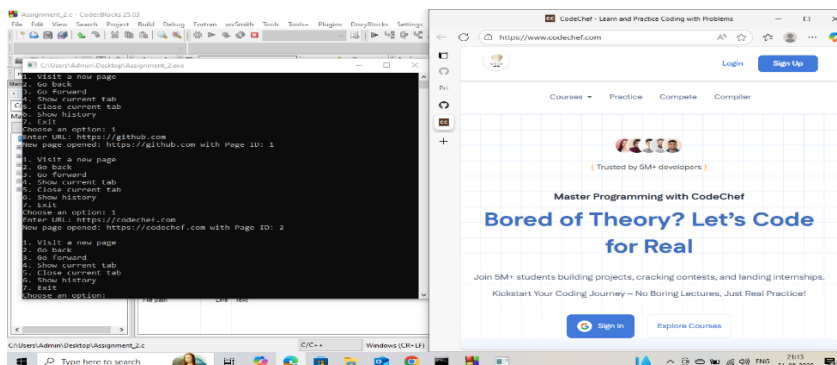 Assignment_2.c - Code::Blocks 25.03
File Edit View Search Project Build Debug Fortran wxSmith Tools Tools+ Plugins DoxyBlocks Settings
C:\Users\Admin\Desktop\Assignment_2.exe
1. Visit a new page
2. Go back
3. Go forward
4. Show current tab
5. Close current tab
6. Show history
7. Exit
Choose an option: 1
Enter URL: https://github.com
New page opened: https://github.com with Page ID: 1
1. Visit a new page
2. Go back
3. Go forward
4. Show current tab
5. Close current tab
6. Show history
7. Exit
Choose an option: 1
Enter URL: https://codechef.com
New page opened: https://codechef.com with Page ID: 2
1. Visit a new page
2. Go back
3. Go forward
4. Show current tab
5. Close current tab
6. Show history
7. Exit
Choose an option:
File path Line Text
C:\Users\Admin\Desktop\Assignment_2.c C/C++ Windows (CR+LF)
CodeChef - Learn and Practice Coding with Problems
https://www.codechef.com
Login Sign Up
Courses Practice Compete Compiler
{ Trusted by 5M+ developers }
Master Programming with CodeChef
Bored of Theory? Let's Code
for Real
Join 5M+ students building projects, cracking contests, and landing internships.
Kickstart Your Coding Journey – No Boring Lectures, Just Real Practice!
Sign in Explore Courses
Type here to search
ENG 21:13